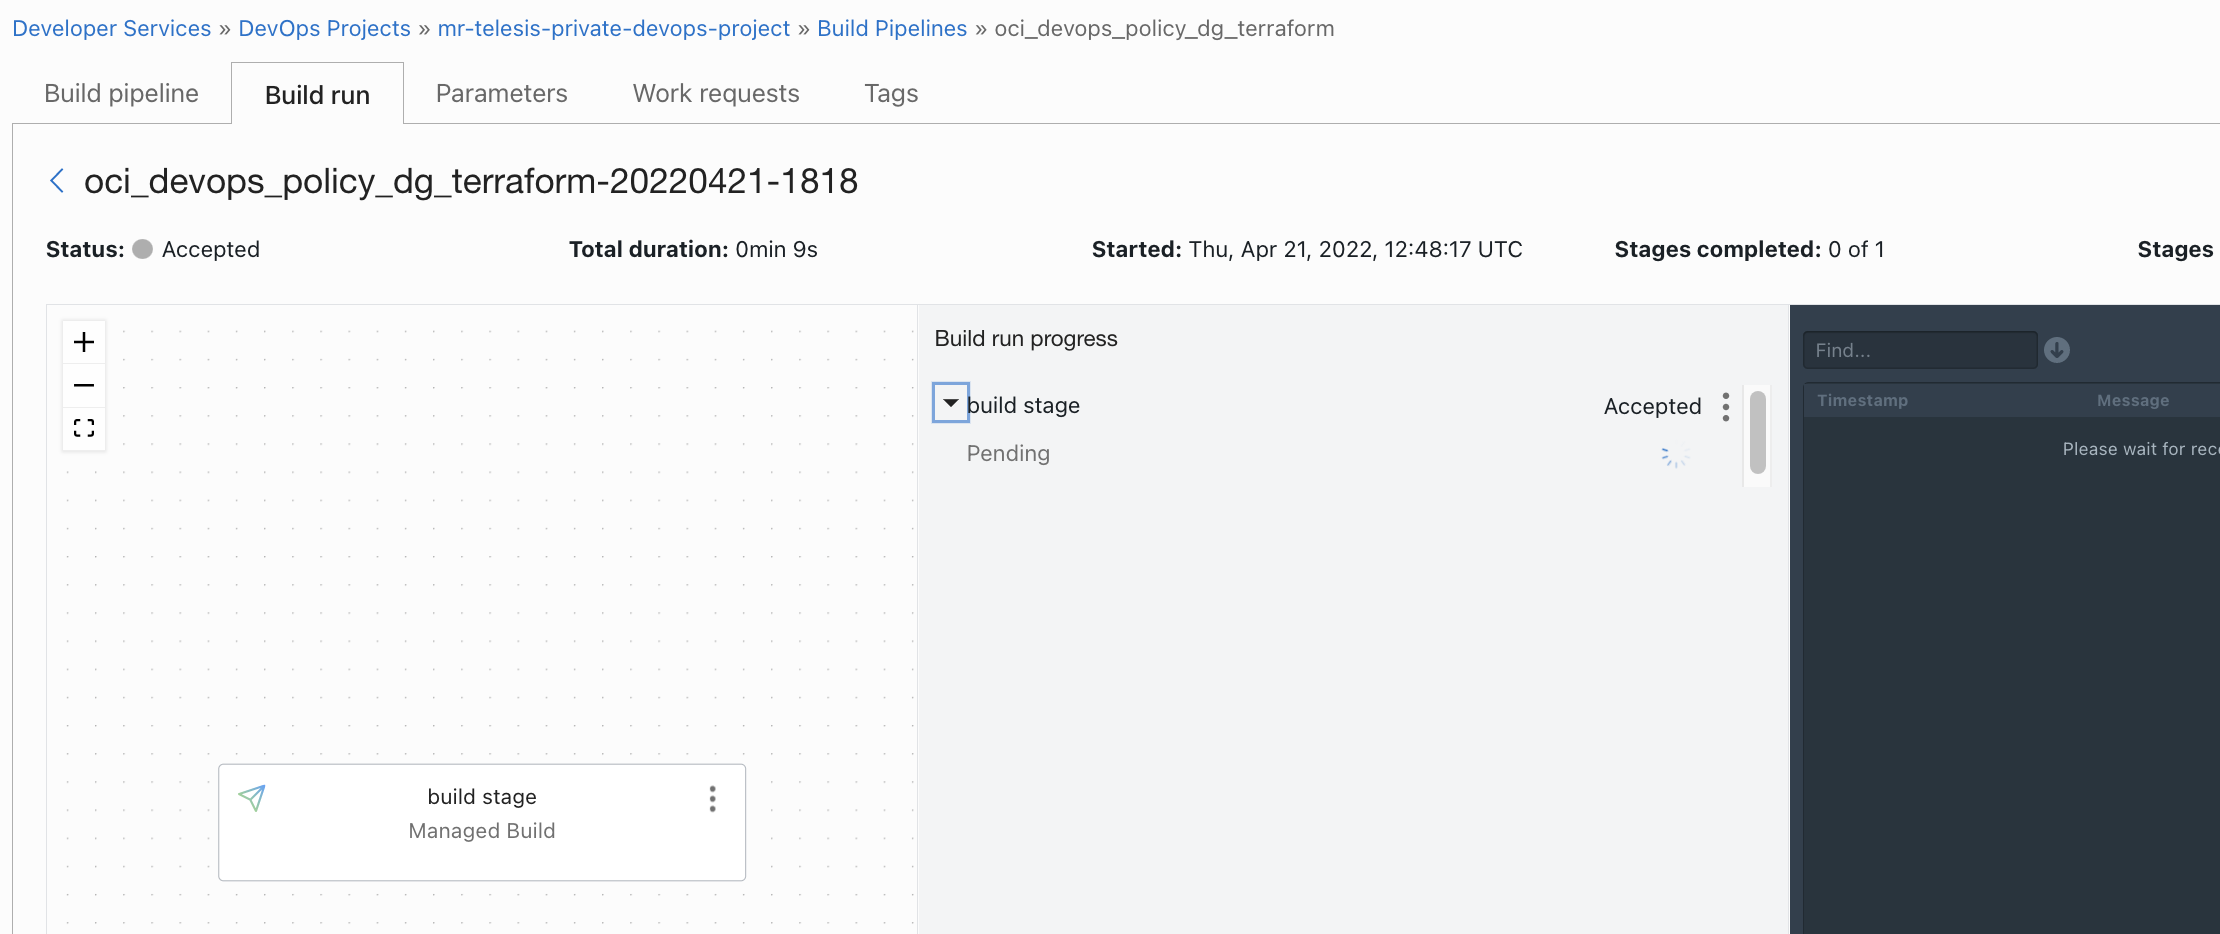 Developer Services » DevOps Projects » mr-telesis-private-devops-project » Build Pipelines » oci_devops_policy_dg_terraform
Build pipeline Build run Parameters Work requests Tags
oci_devops_policy_dg_terraform-20220421-1818
Status: Accepted Total duration: 0min 9s Started: Thu, Apr 21, 2022, 12:48:17 UTC Stages completed: 0 of 1 Stages
Build run progress
Find...
build stage Accepted
Timestamp Message
Pending
Please wait for rec
build stage
Managed Build